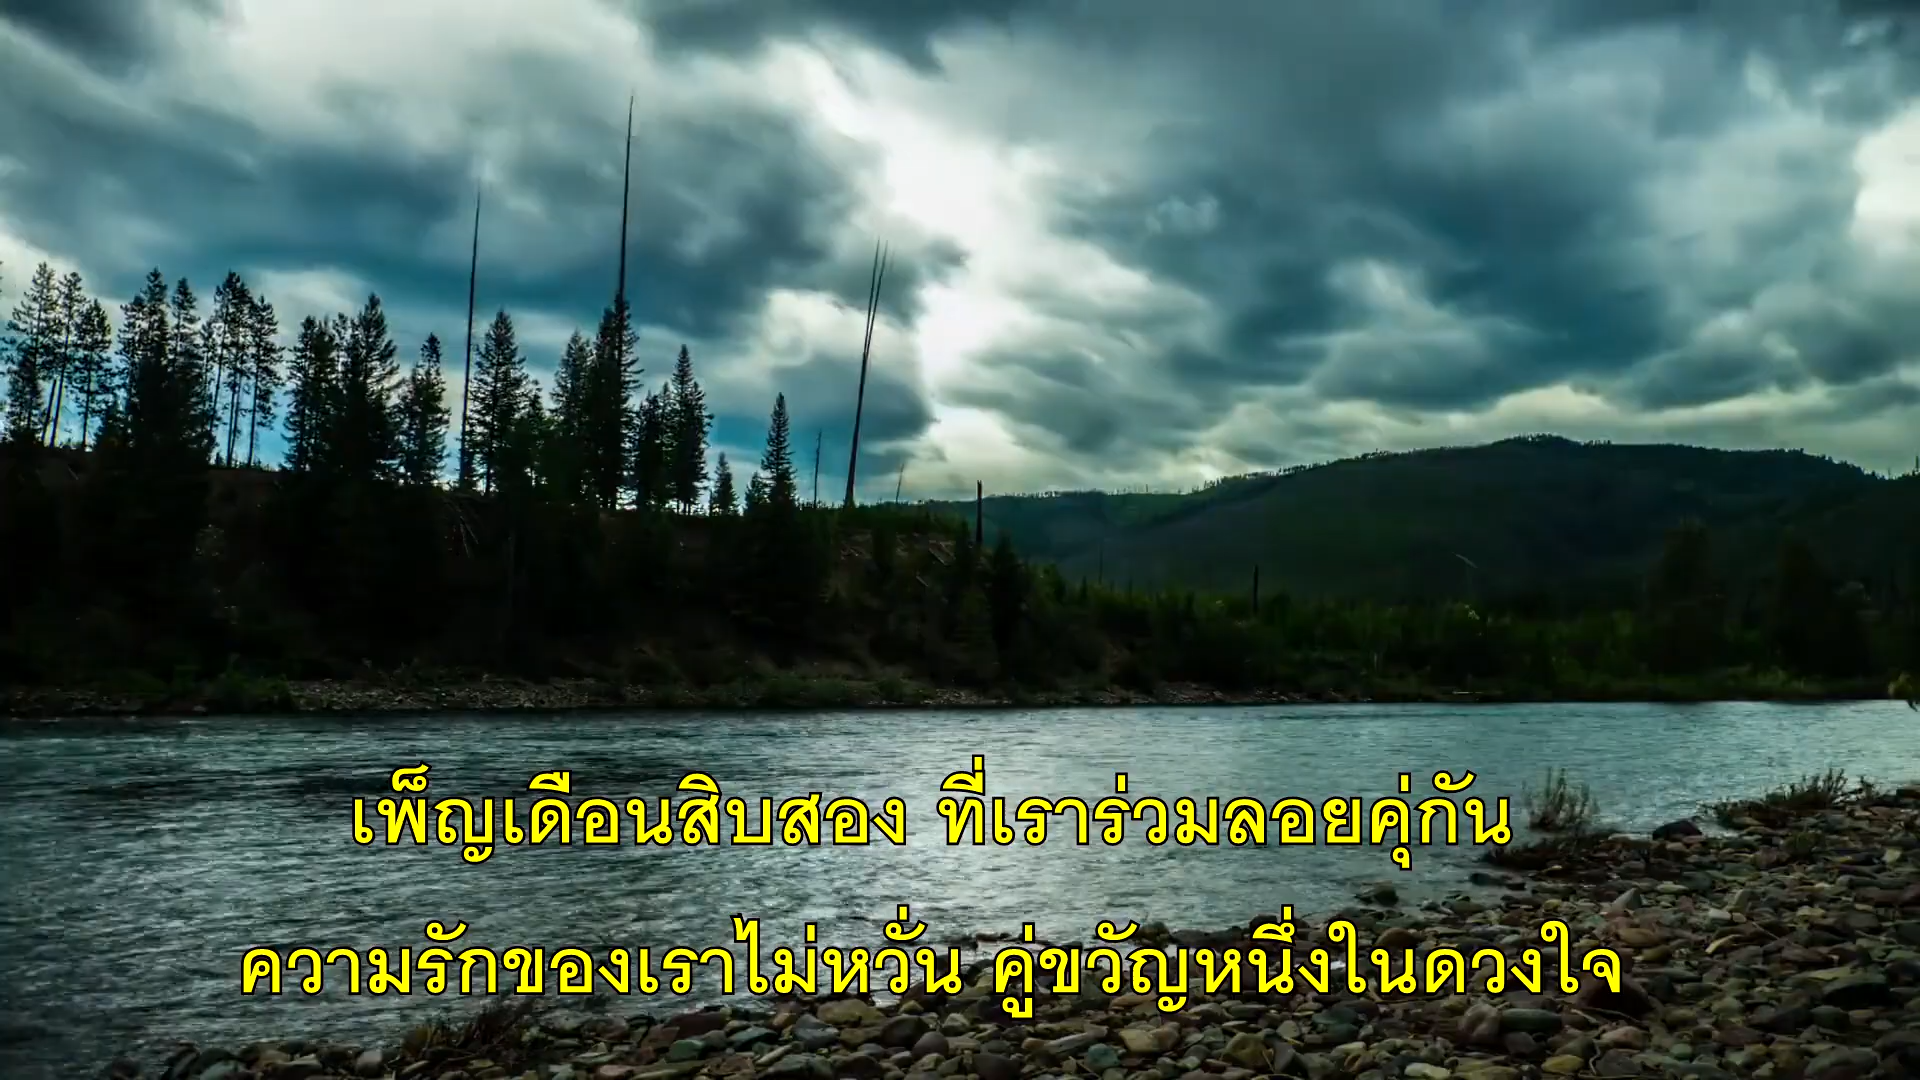 เพ็ญเดือนสิบสอง ที่เราร่วมลอยคุ่กัน
ความรักของเราไม่หวั่น คู่ขวัญหนึ่งในดวงใจ